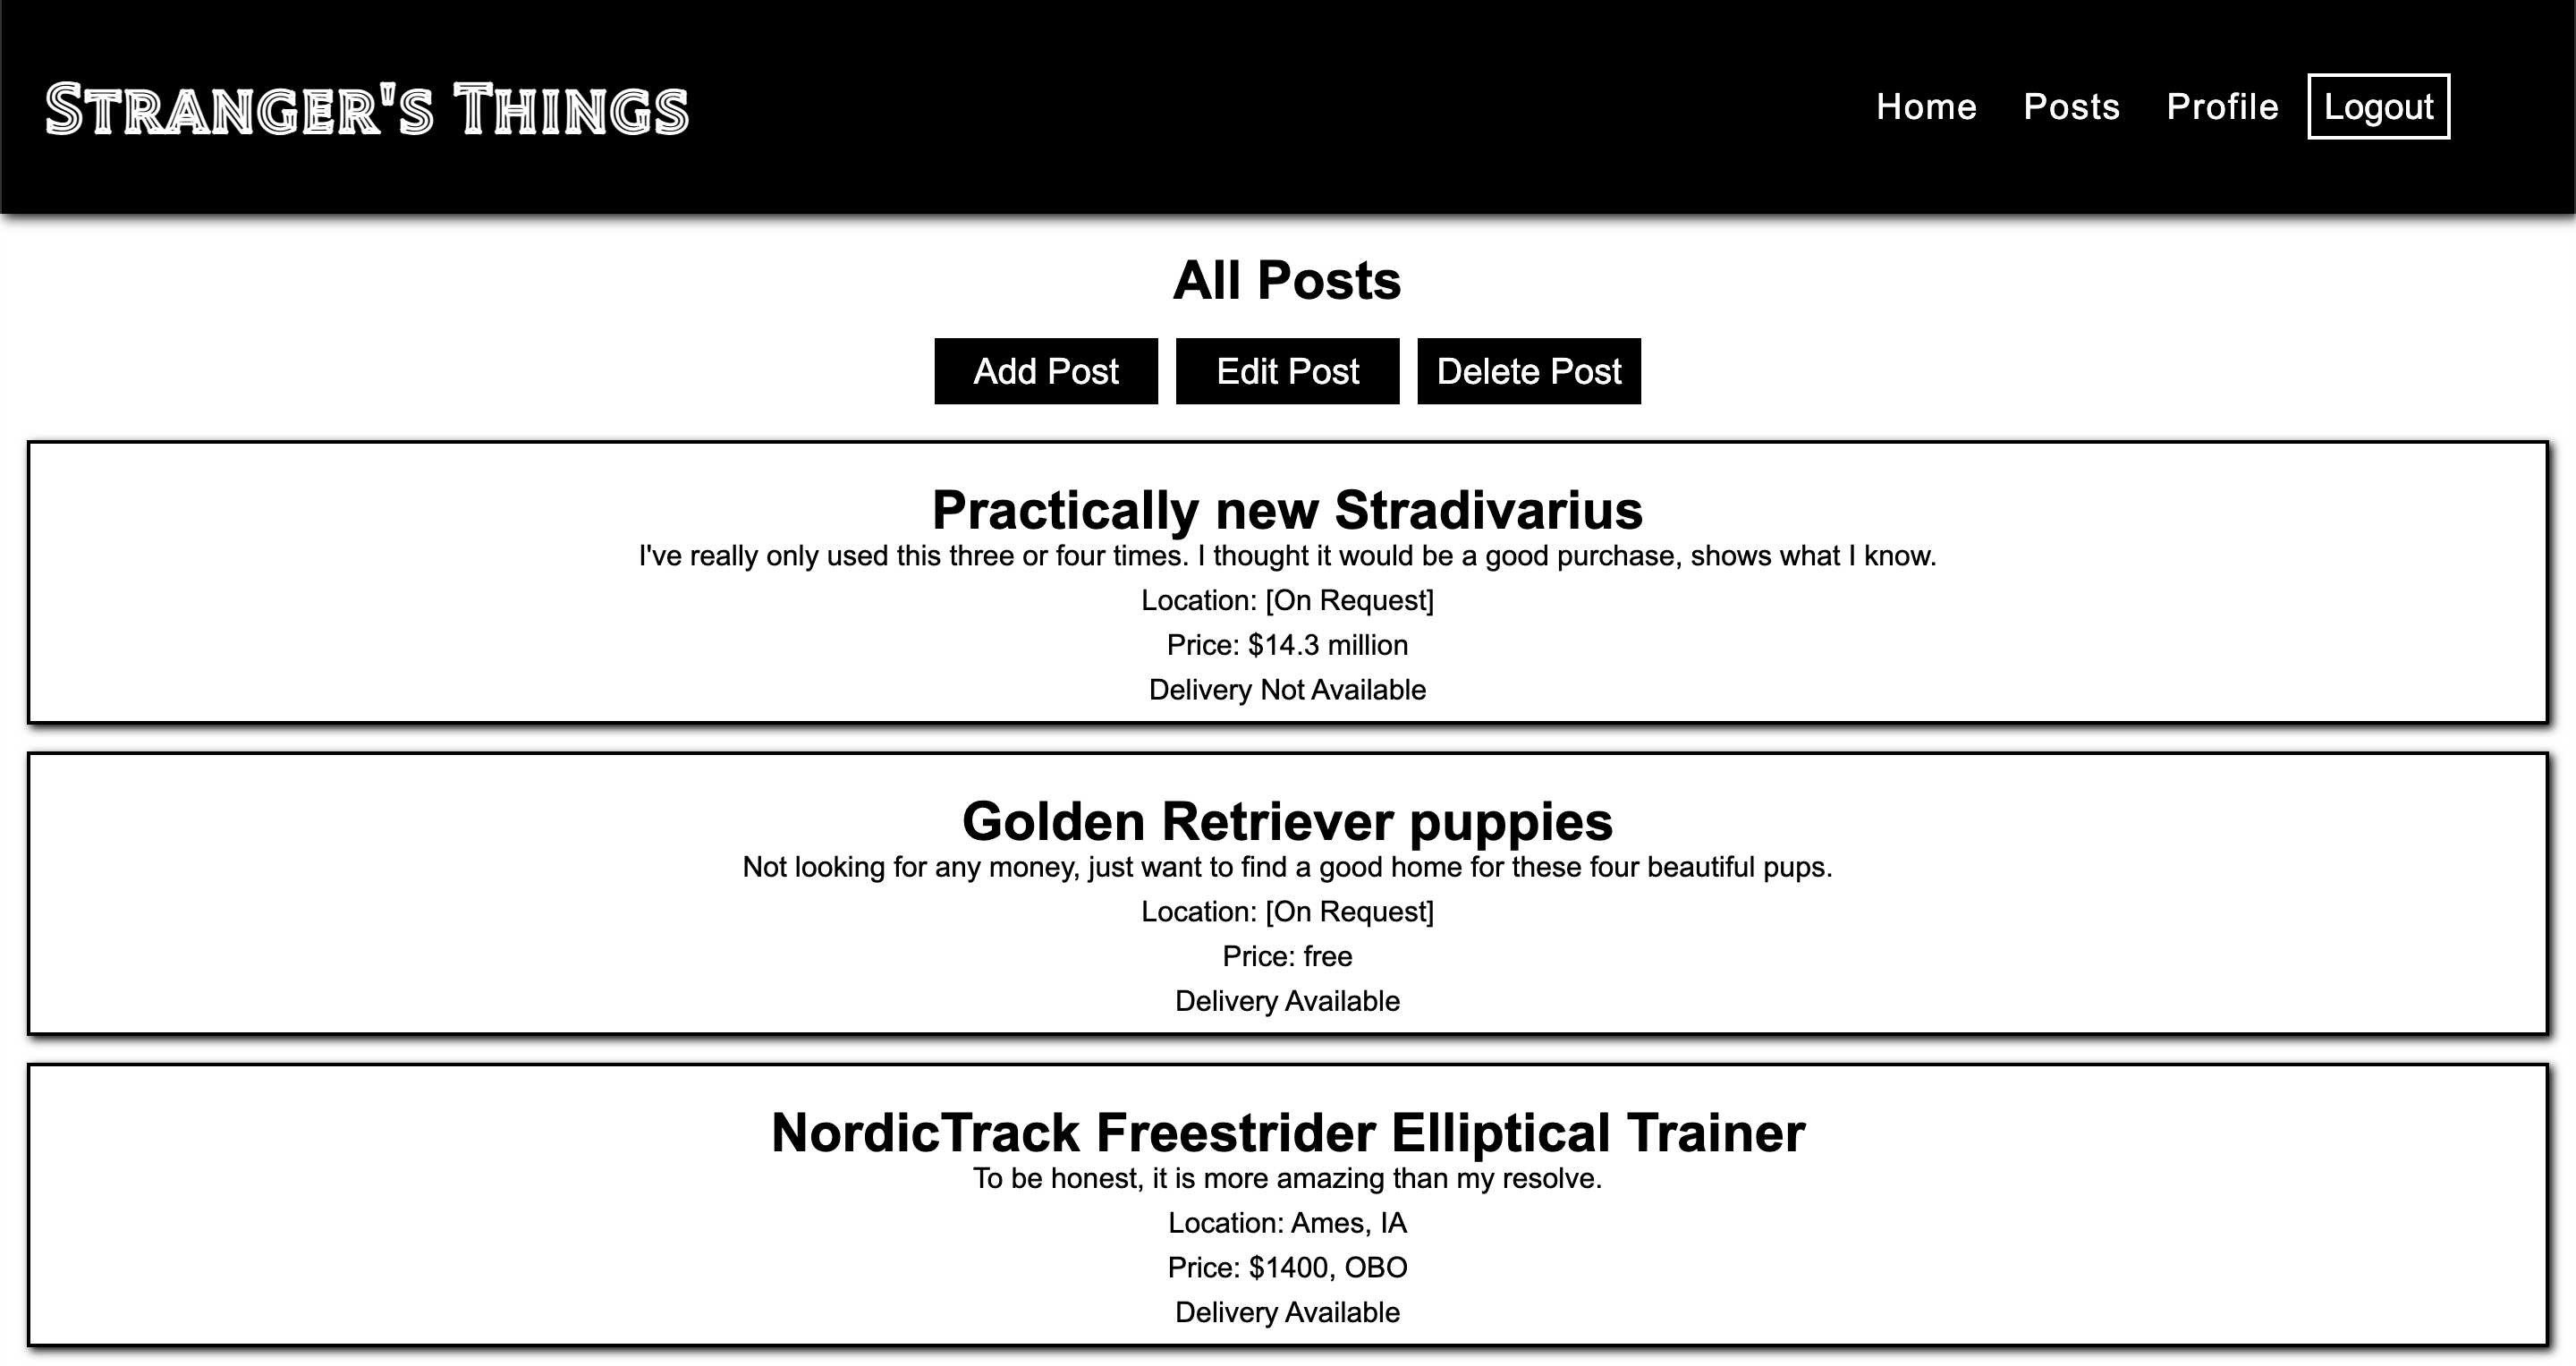 Stranger's Things
Home Posts Profile Logout
All Posts
Add Post Edit Post Delete Post
Practically new Stradivarius
I've really only used this three or four times. I thought it would be a good purchase, shows what I know.
Location: [On Request]
Price: $14.3 million
Delivery Not Available
Golden Retriever puppies
Not looking for any money, just want to find a good home for these four beautiful pups.
Location: [On Request]
Price: free
Delivery Available
NordicTrack Freestrider Elliptical Trainer
To be honest, it is more amazing than my resolve.
Location: Ames, IA
Price: $1400, OBO
Delivery Available